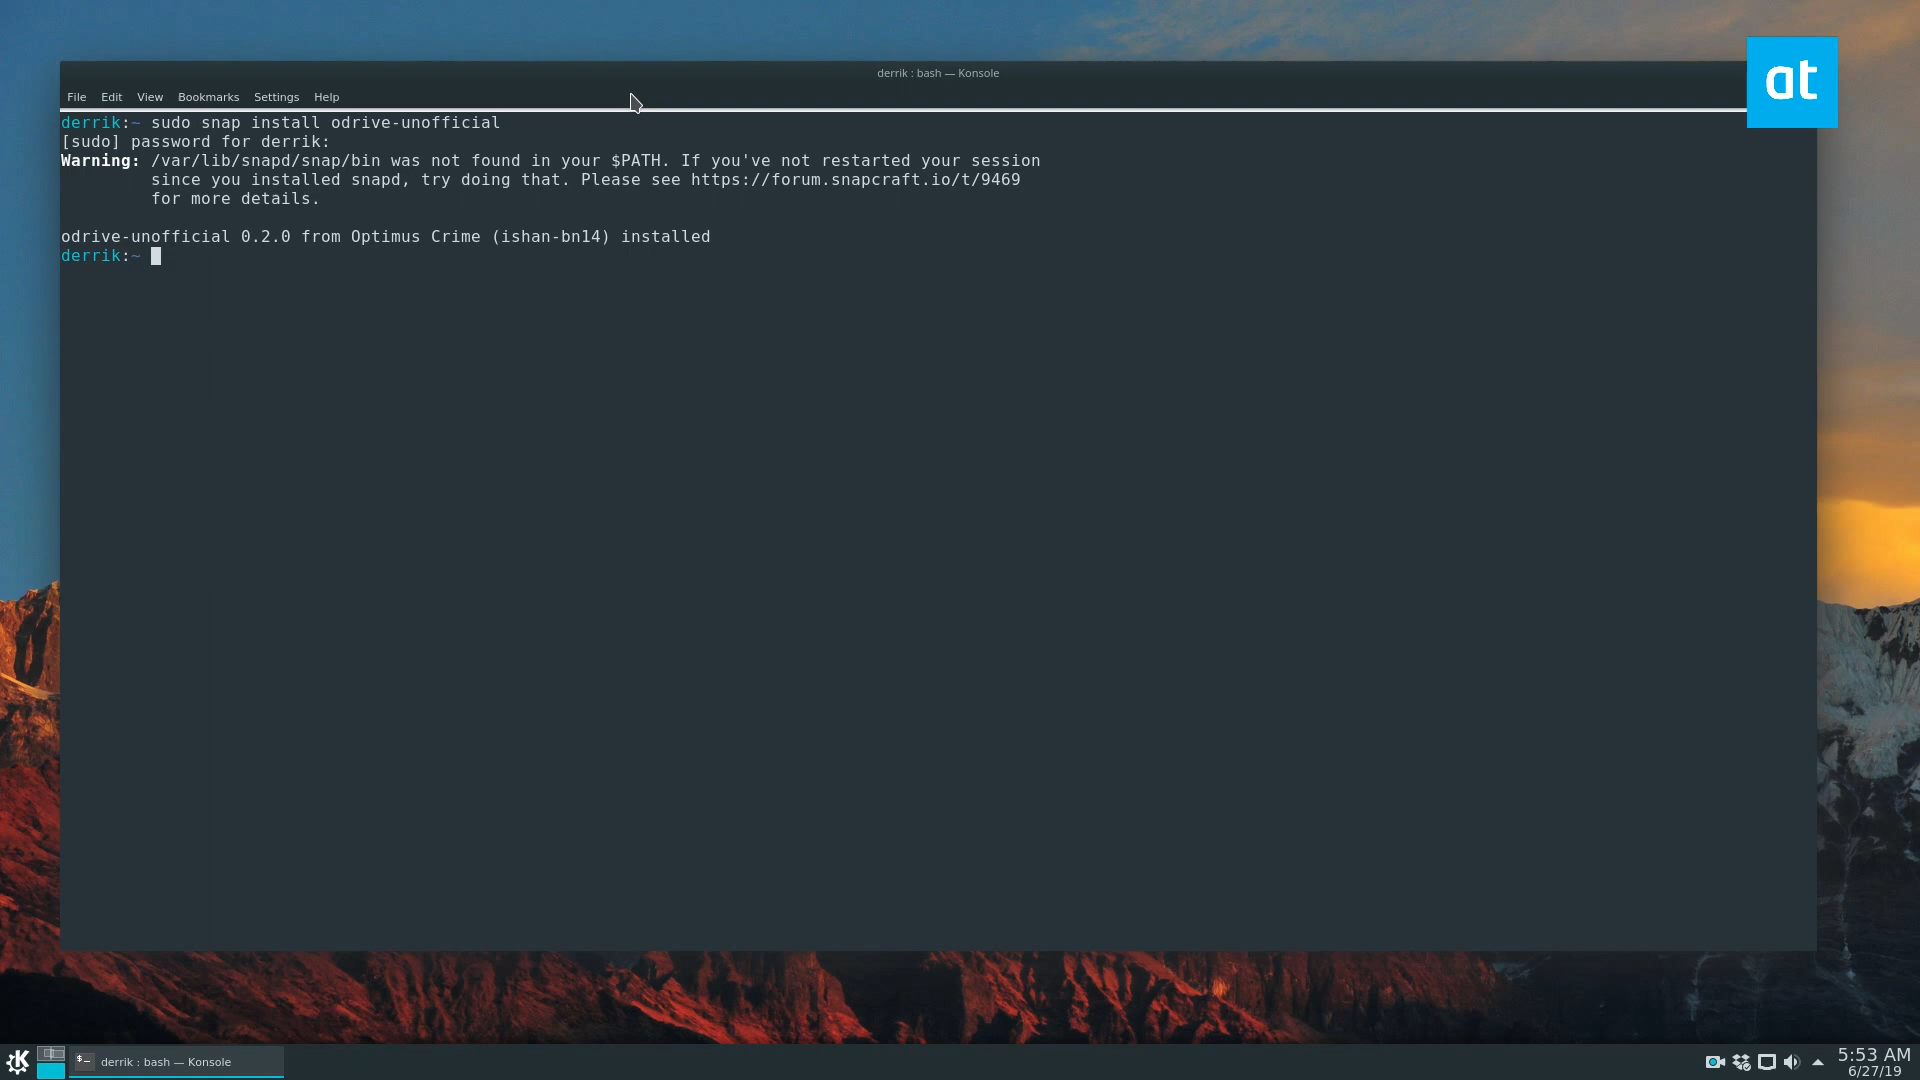 derrik : bash — Konsole
at
File Edit View Bookmarks Settings Help
derrik:~ sudo snap install odrive-unofficial
[sudo] password for derrik:
Warning: /var/lib/snapd/snap/bin was not found in your $PATH. If you've not restarted your session
since you installed snapd, try doing that. Please see https://forum.snapcraft.io/t/9469
for more details.
odrive-unofficial 0.2.0 from Optimus Crime (ishan-bn14) installed
derrik:~
derrik : bash — Konsole
5:53 AM
6/27/19